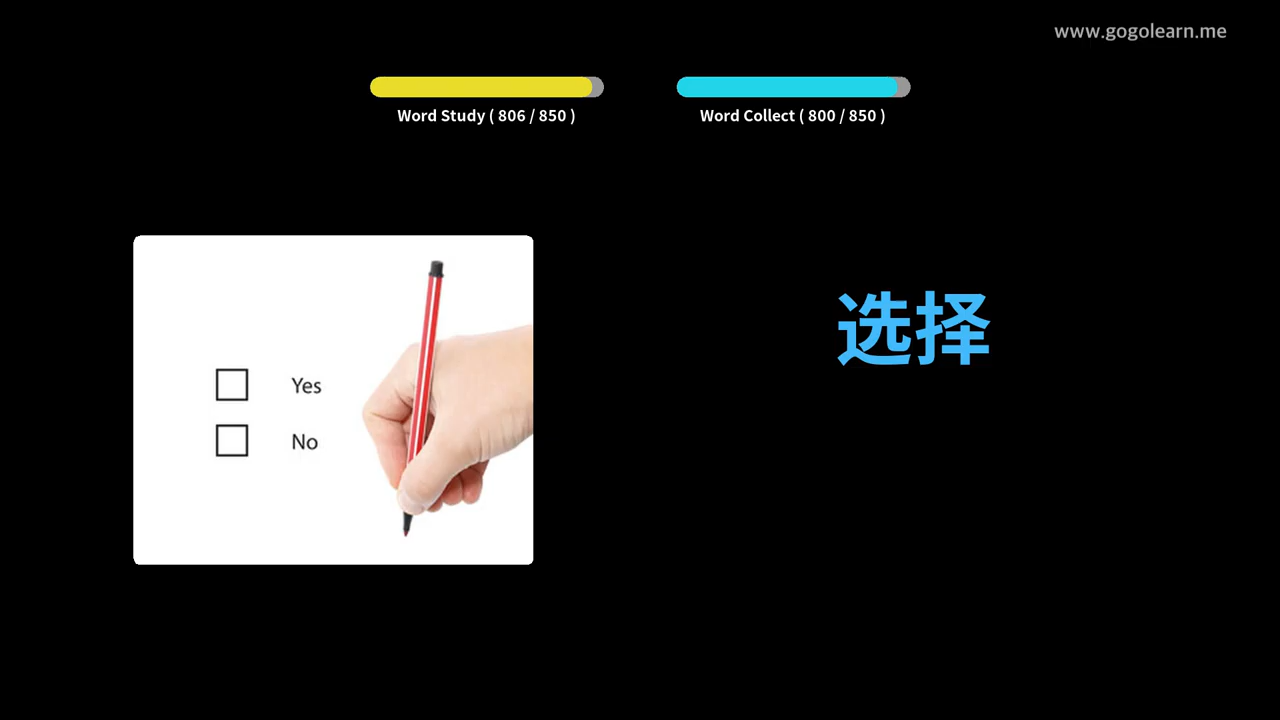 www.gogolearn.me
Word Study ( 806 / 850 )
Word Collect ( 800 / 850 )
选择
Yes
No